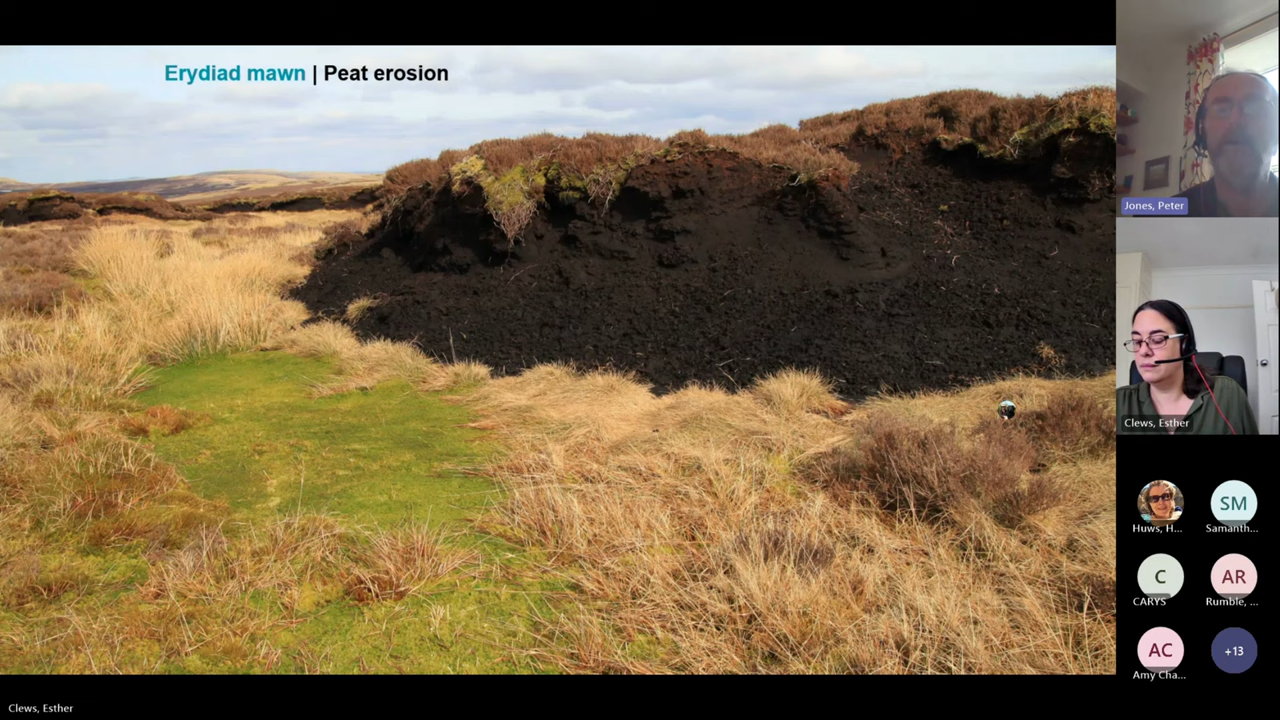 Erydiad mawn | Peat erosion
Jones, Peter
Clews, Esther
Huws, H...
SM
Samanth...
C
CARYS
AR
Rumble, ...
AC
Amy Cha...
+13
Clews, Esther